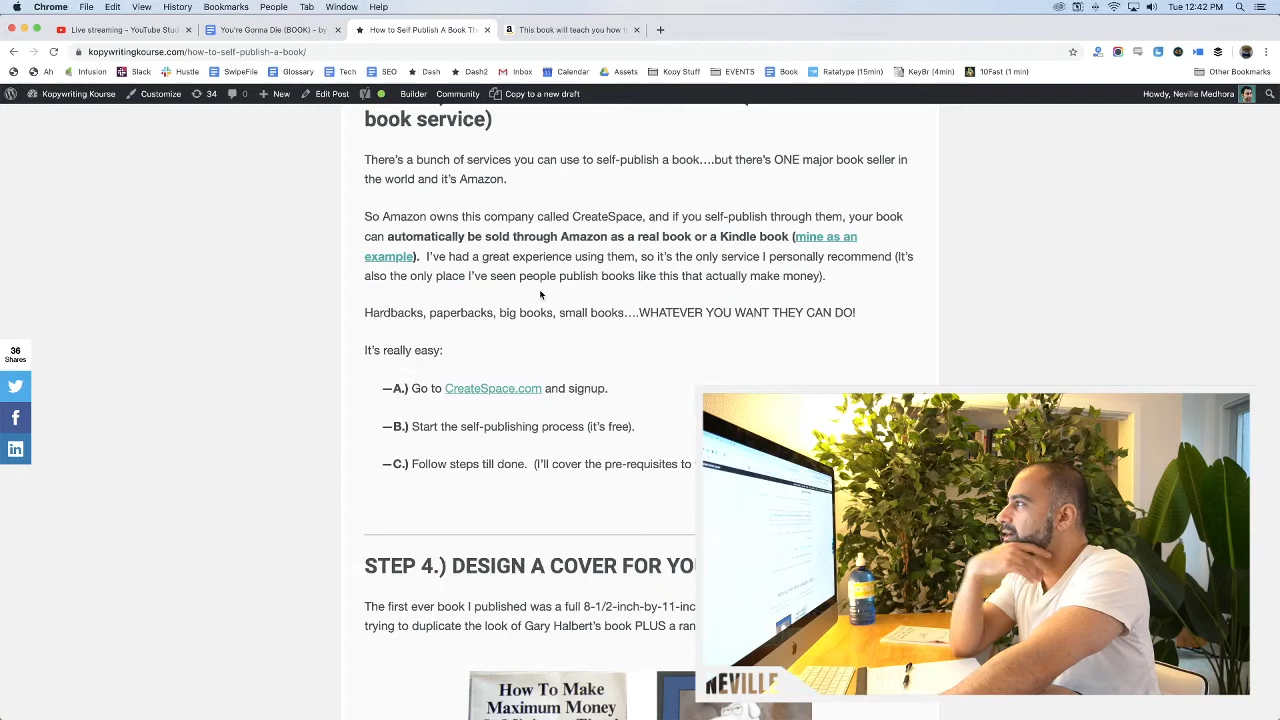 Chrome File Edit View History Bookmarks People Tab Window Help Tue 12:42 PM
Live streaming - YouTube Stud
You're Gonna Die (BOOK) – by
How to Self Publish A Book Th
This book will teach you how t
kopywritingkourse.com/how-to-self-publish-a-book/
Ah Infusion Slack Hustle SwipeFile Glossary Tech SEO Dash Dash2 Inbox Calendar Assets Kopy Stuff EVENTS Book Ratatype (15min) KeyBr (4min) 10Fast (1 min) Other Bookmarks
Kopywriting Kourse Customize 34 0 New Edit Post Builder Community Copy to a new draft Howdy, Neville Medhora
book service)
There's a bunch of services you can use to self-publish a book….but there's ONE major book seller in
the world and it's Amazon.
So Amazon owns this company called CreateSpace, and if you self-publish through them, your book
can automatically be sold through Amazon as a real book or a Kindle book (mine as an
example). I've had a great experience using them, so it's the only service I personally recommend (It's
also the only place I've seen people publish books like this that actually make money).
Hardbacks, paperbacks, big books, small books….WHATEVER YOU WANT THEY CAN DO!
It's really easy:
—A.) Go to CreateSpace.com and signup.
—B.) Start the self-publishing process (it's free).
—C.) Follow steps till done. (I'll cover the pre-requisites to
36
Shares
STEP 4.) DESIGN A COVER FOR YO
The first ever book I published was a full 8-1/2-inch-by-11-inc
trying to duplicate the look of Gary Halbert's book PLUS a ran
How To Make
Maximum Money
NEVILLE